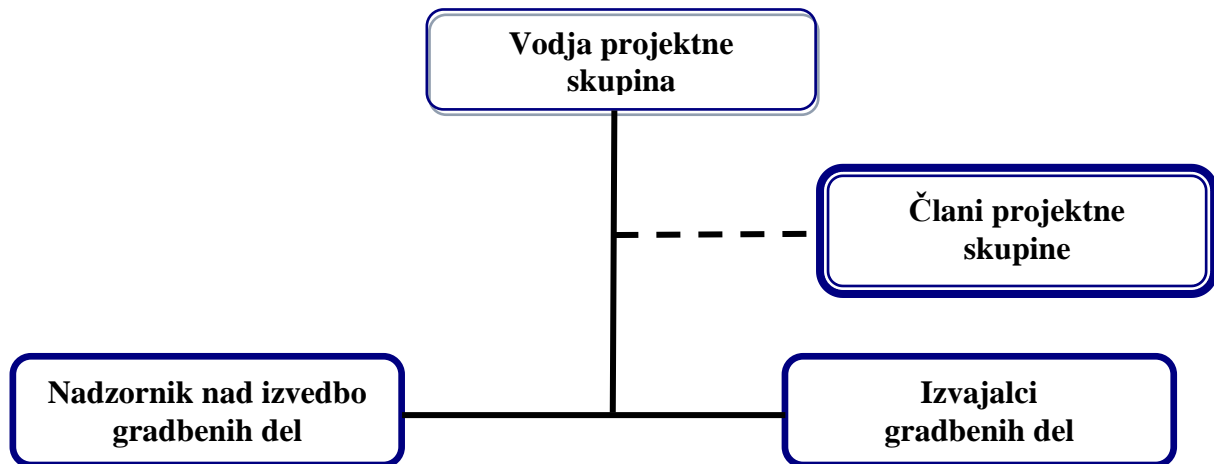 Vodja projektne
skupina
Člani projektne
skupine
Nadzornik nad izvedbo
gradbenih del
Izvajalci
gradbenih del